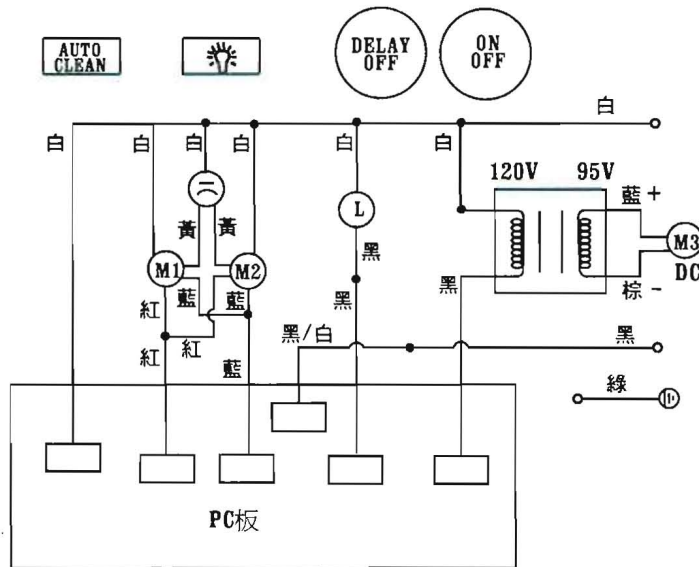 AUTO
CLEAN
DELAY
OFF
ON
OFF
白
白 白 白 白 白 白
120V 95V
藍 +
L
黃 黃
M1 M2
M3
黑
DC
藍 藍
黑
黑
棕 -
紅
黑/白
黑
紅 紅
藍
綠
PC板